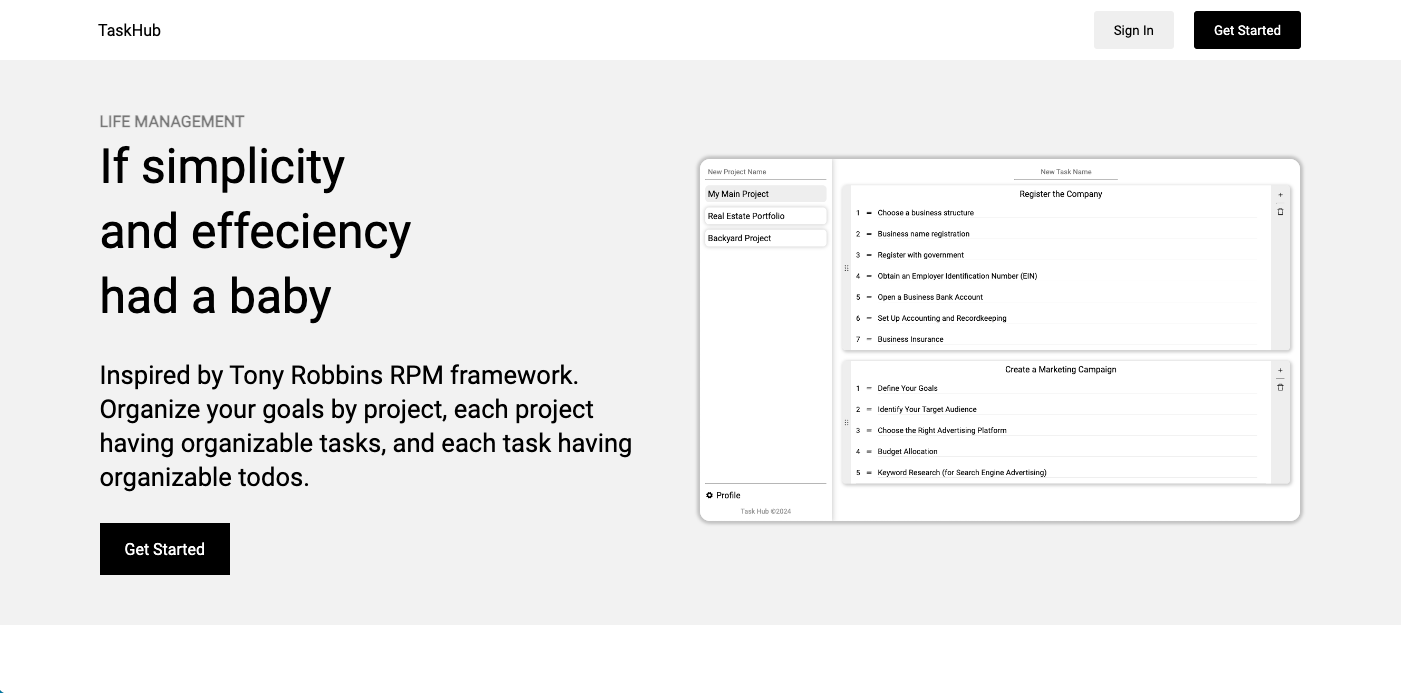 TaskHub
Sign In
Get Started
LIFE MANAGEMENT
If simplicity
and effeciency
had a baby
Inspired by Tony Robbins RPM framework.
Organize your goals by project, each project
having organizable tasks, and each task having
organizable todos.
Get Started
New Project Name
My Main Project
Real Estate Portfolio
Backyard Project
Profile
Task Hub ©2024
New Task Name
Register the Company
+
1 – Choose a business structure
2 – Business name registration
3 – Register with government
4 – Obtain an Employer Identification Number (EIN)
5 – Open a Business Bank Account
6 – Set Up Accounting and Recordkeeping
7 – Business Insurance
Create a Marketing Campaign
+
1 – Define Your Goals
2 – Identify Your Target Audience
3 – Choose the Right Advertising Platform
4 – Budget Allocation
5 – Keyword Research (for Search Engine Advertising)